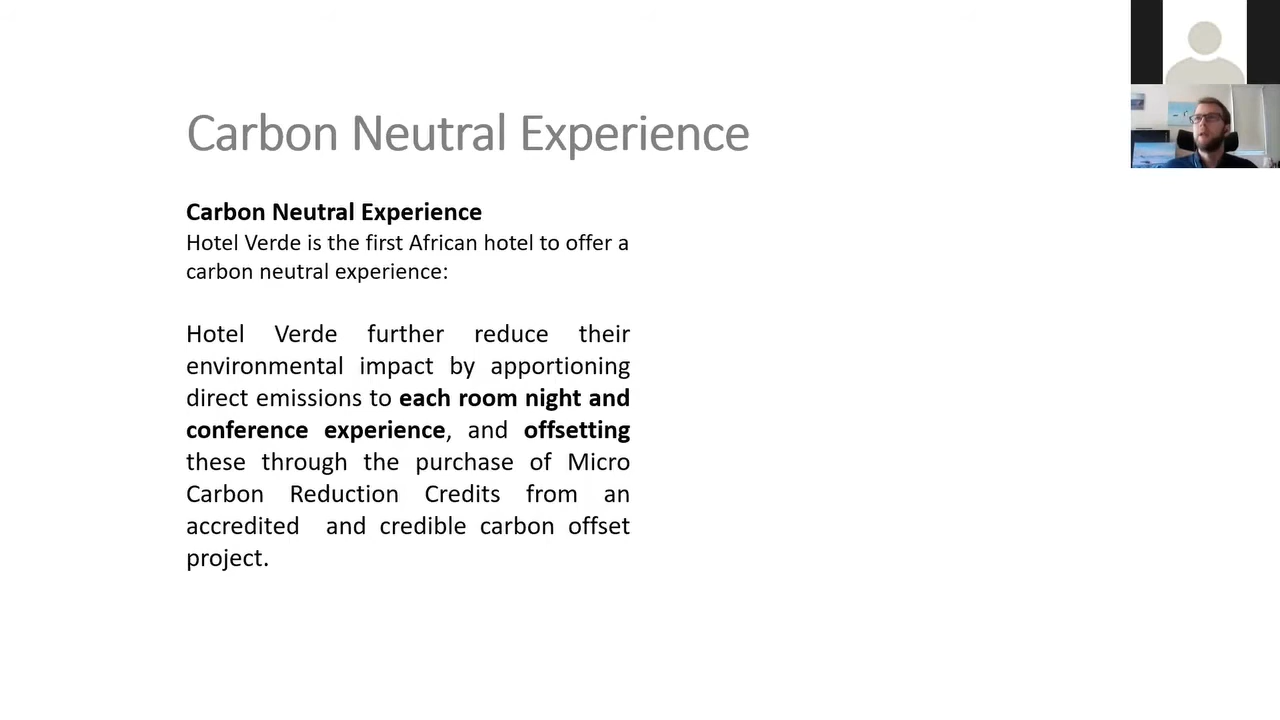 Carbon Neutral Experience
Carbon Neutral Experience
Hotel Verde is the first African hotel to offer a
carbon neutral experience:
Hotel Verde further reduce their
environmental impact by apportioning
direct emissions to each room night and
conference experience, and offsetting
these through the purchase of Micro
Carbon Reduction Credits from an
accredited and credible carbon offset
project.